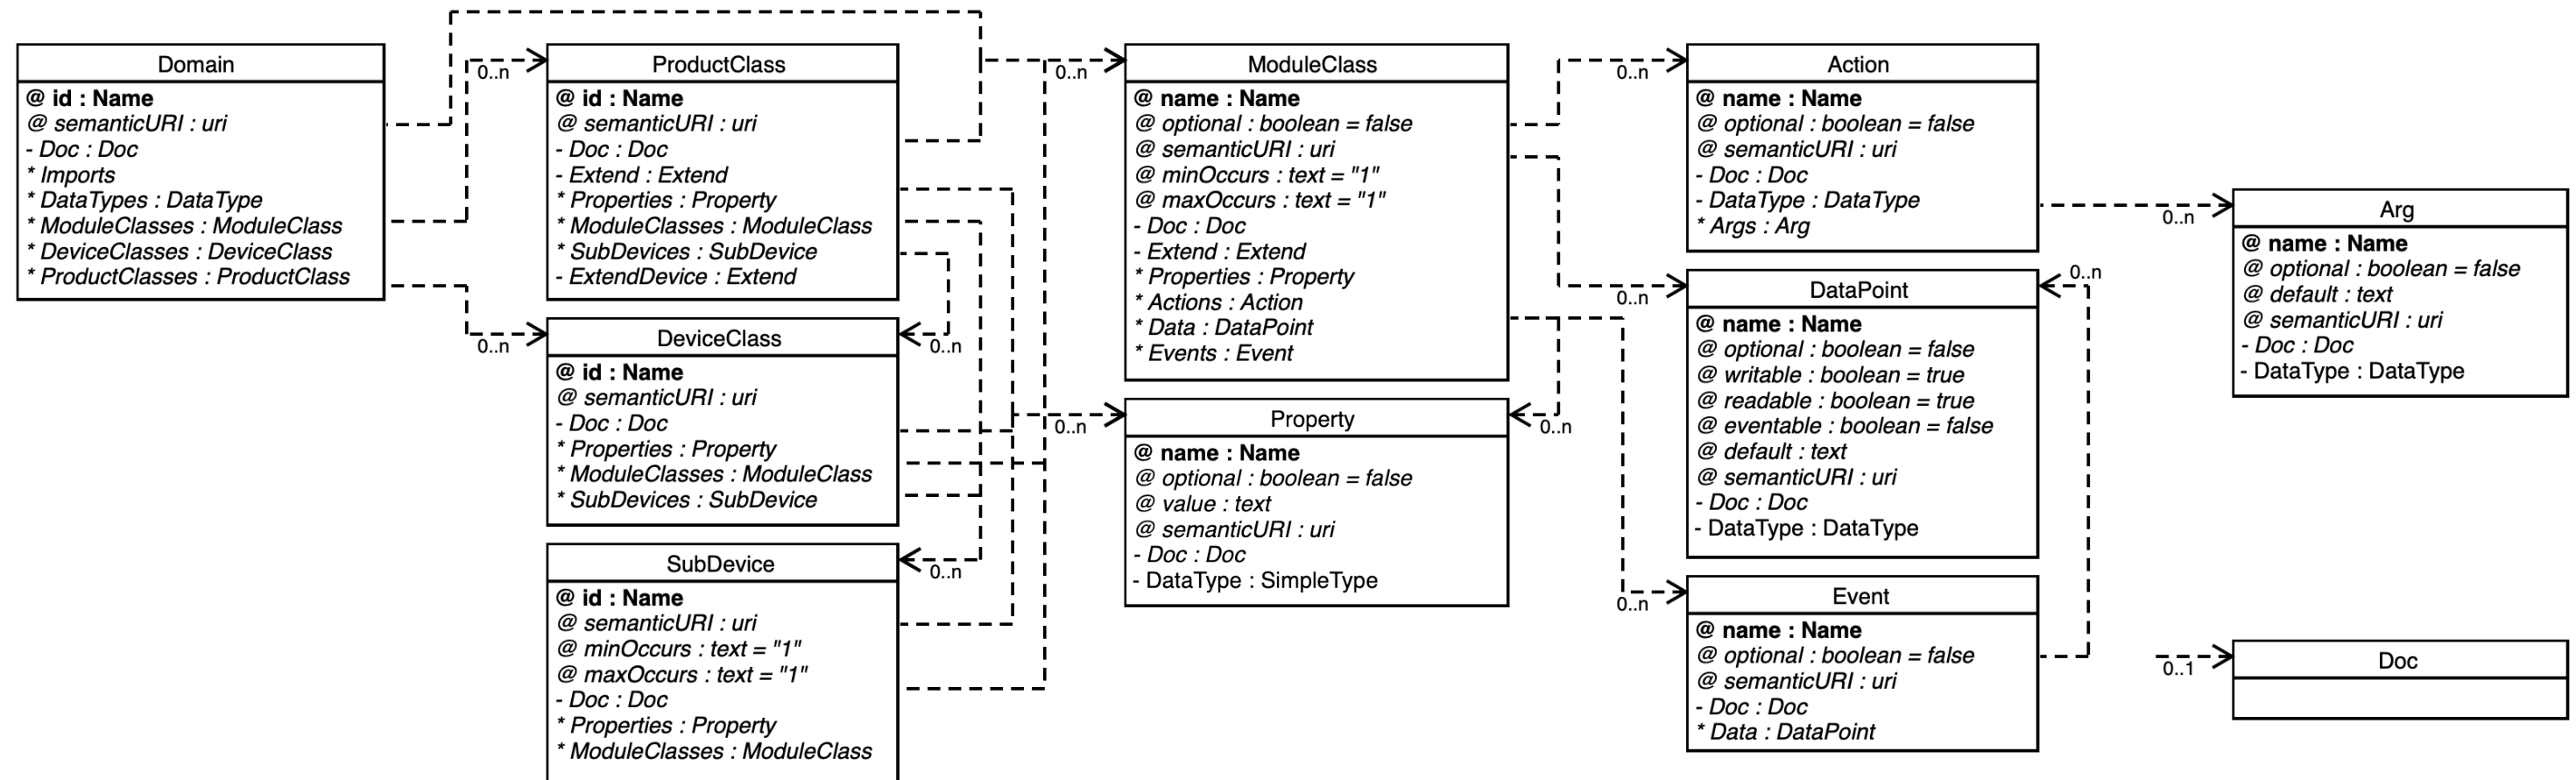 Domain
@ id : Name
@ semanticURI : uri
- Doc : Doc
* Imports
* DataTypes : DataType
* ModuleClasses : ModuleClass
* DeviceClasses : DeviceClass
* ProductClasses : ProductClass
0..n
0..n
ProductClass
@ id : Name
@ semanticURI : uri
- Doc : Doc
- Extend : Extend
* Properties : Property
* ModuleClasses : ModuleClass
* SubDevices : SubDevice
- ExtendDevice : Extend
0..n
DeviceClass
@ id : Name
@ semanticURI : uri
- Doc : Doc
* Properties : Property
* ModuleClasses : ModuleClass
* SubDevices : SubDevice
0..n
SubDevice
@ id : Name
@ semanticURI : uri
@ minOccurs : text = "1"
@ maxOccurs : text = "1"
- Doc : Doc
* Properties : Property
* ModuleClasses : ModuleClass
0..n
ModuleClass
@ name : Name
@ optional : boolean = false
@ semanticURI : uri
@ minOccurs : text = "1"
@ maxOccurs : text = "1"
- Doc : Doc
- Extend : Extend
* Properties : Property
* Actions : Action
* Data : DataPoint
* Events : Event
0..n
0..n
Property
@ name : Name
@ optional : boolean = false
@ value : text
@ semanticURI : uri
- Doc : Doc
- DataType : SimpleType
0..n
Action
@ name : Name
@ optional : boolean = false
@ semanticURI : uri
- Doc : Doc
- DataType : DataType
* Args : Arg
0..n
0..n
DataPoint
@ name : Name
@ optional : boolean = false
@ writable : boolean = true
@ readable : boolean = true
@ eventable : boolean = false
@ default : text
@ semanticURI : uri
- Doc : Doc
- DataType : DataType
0..n
Event
@ name : Name
@ optional : boolean = false
@ semanticURI : uri
- Doc : Doc
* Data : DataPoint
0..n
Arg
@ name : Name
@ optional : boolean = false
@ default : text
@ semanticURI : uri
- Doc : Doc
- DataType : DataType
0..n
0..1
Doc